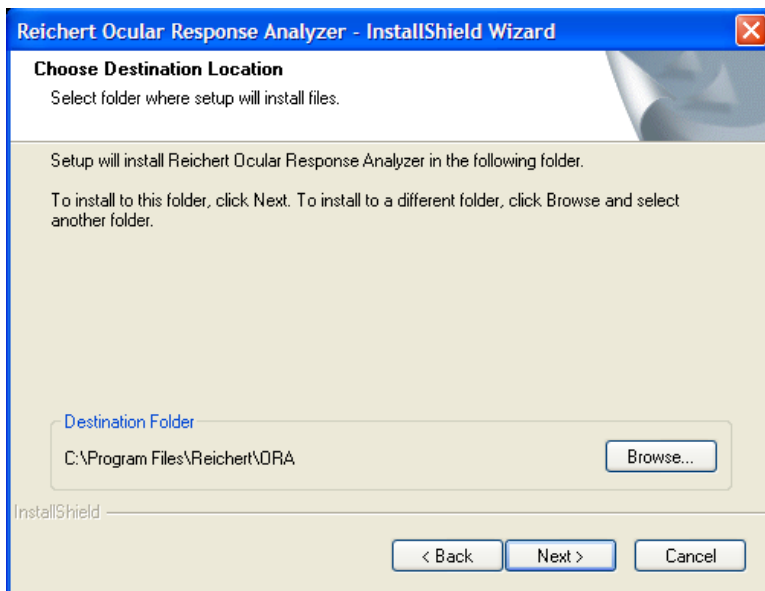 Reichert Ocular Response Analyzer - InstallShield Wizard
Choose Destination Location
Select folder where setup will install files.
Setup will install Reichert Ocular Response Analyzer in the following folder.
To install to this folder, click Next. To install to a different folder, click Browse and select
another folder.
Destination Folder
C:\Program Files\Reichert\ORA
Browse...
InstallShield
< Back
Next >
Cancel